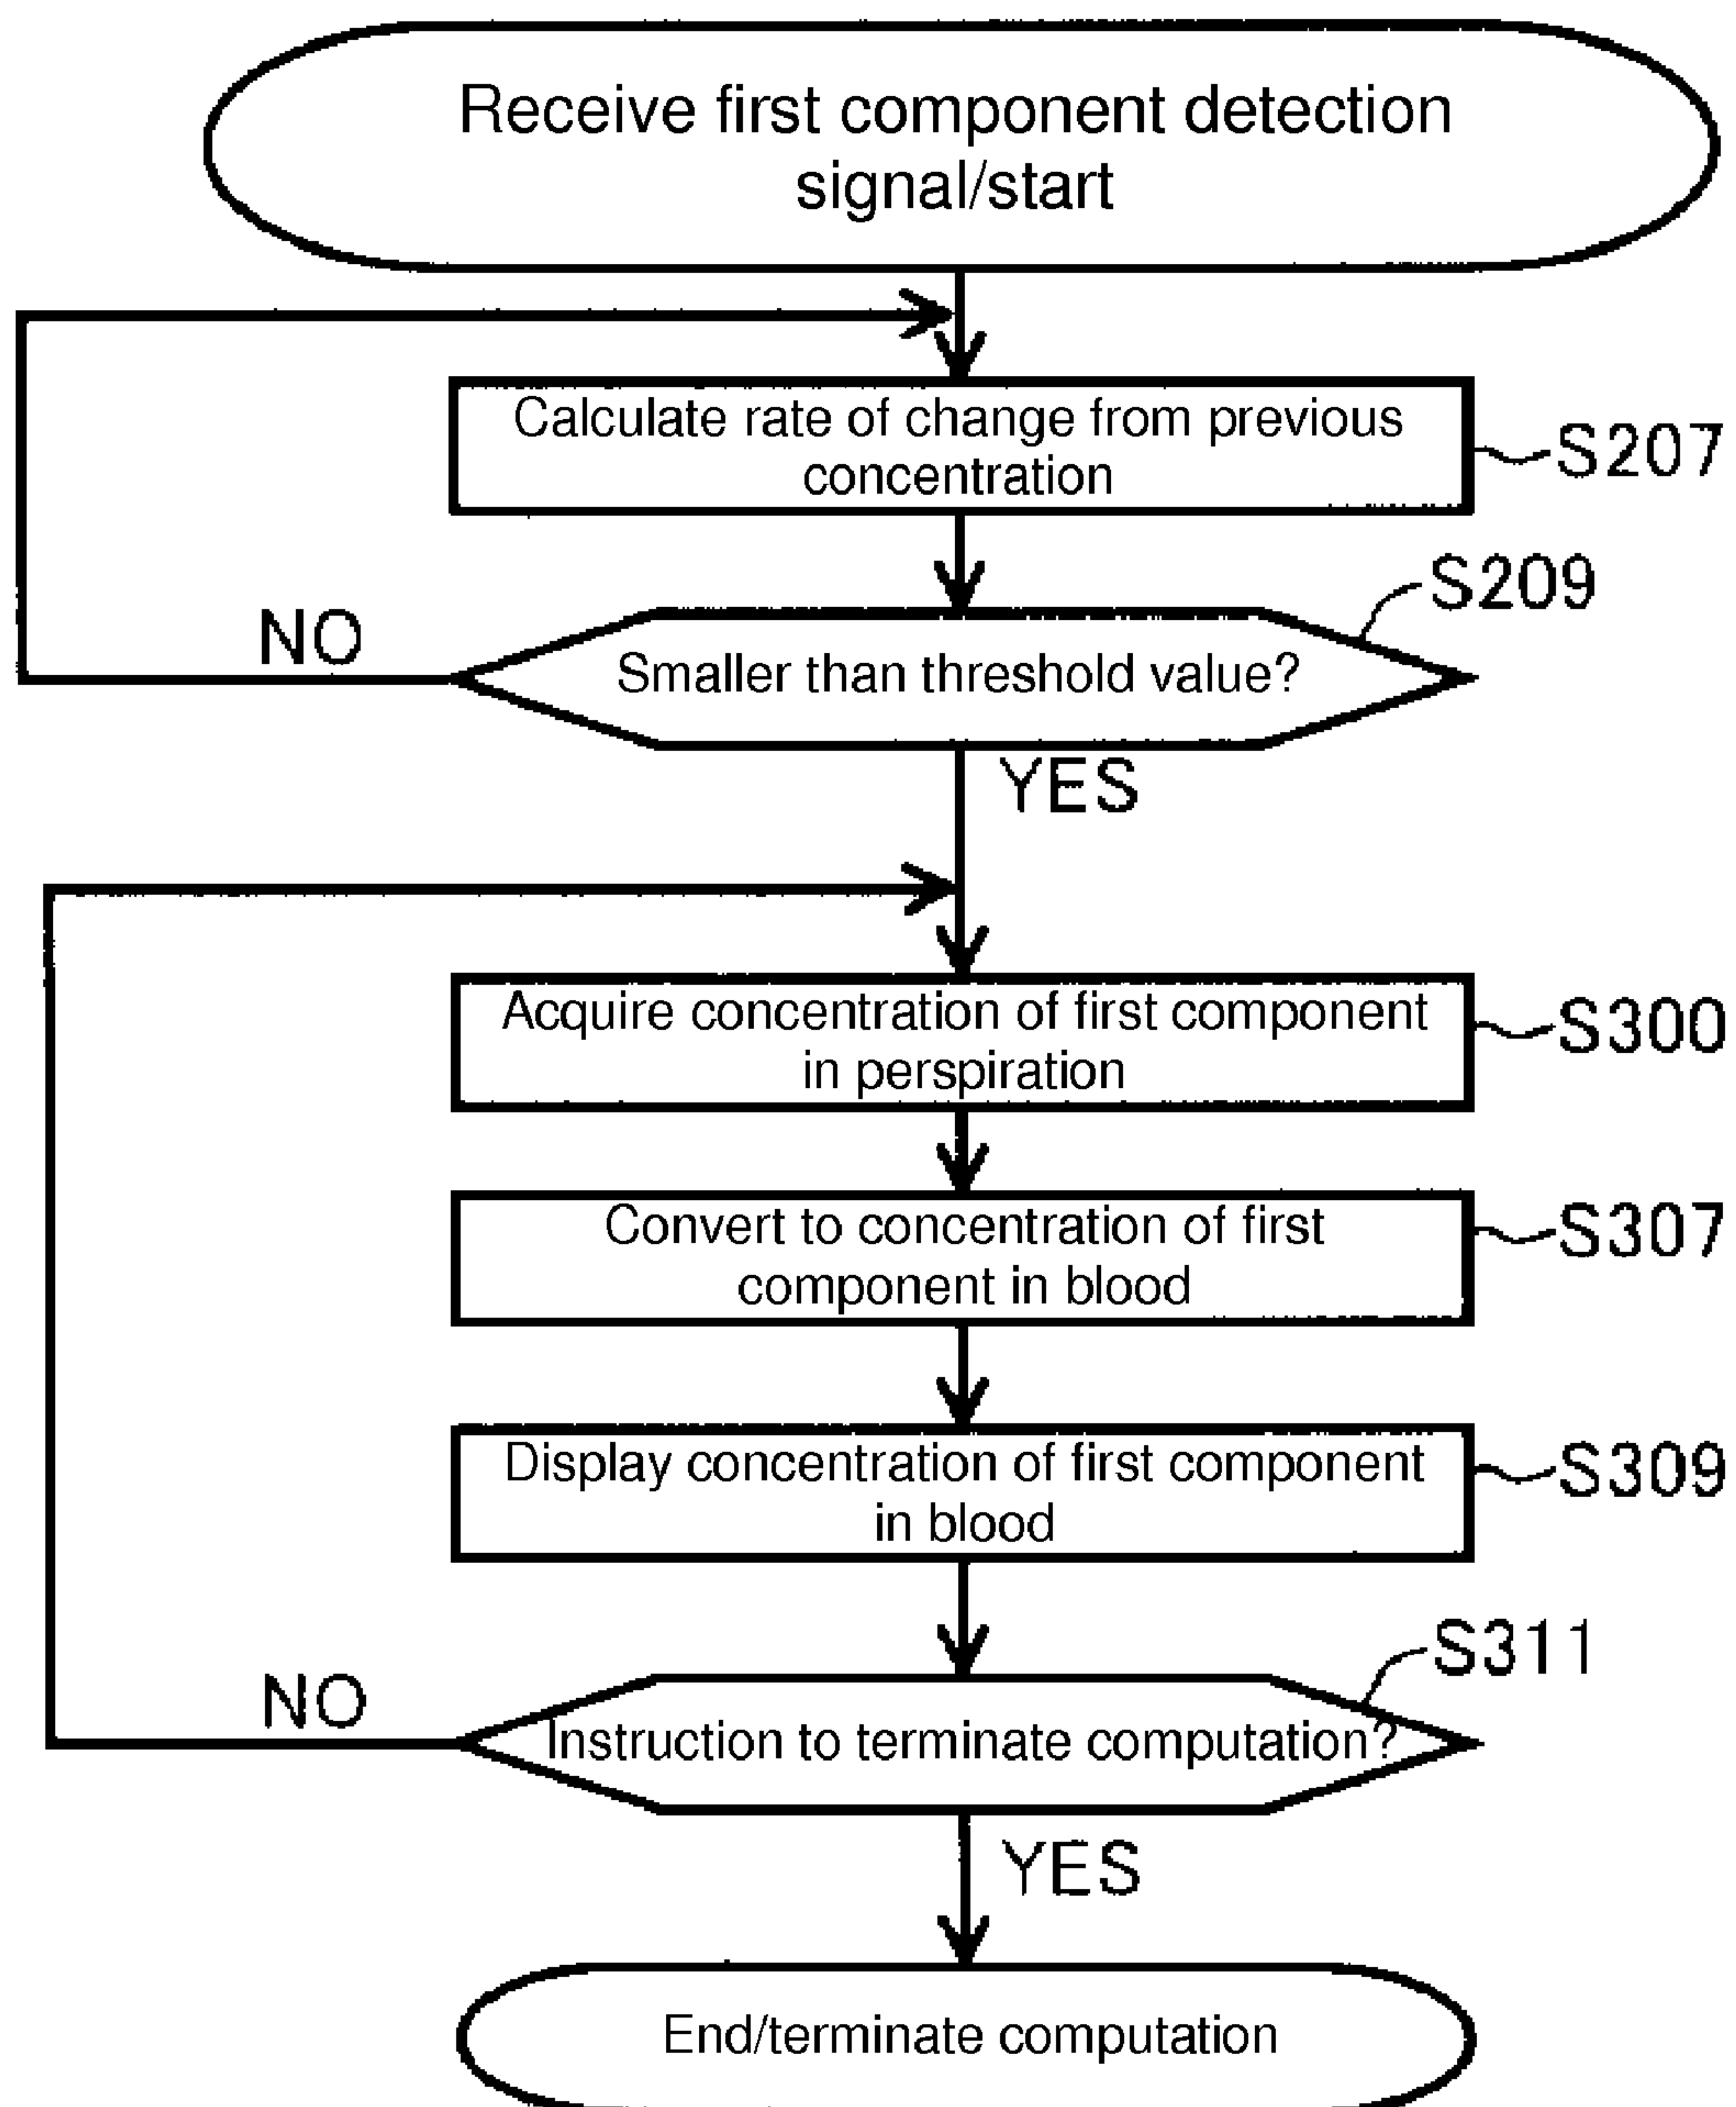 Receive first component detection
signal/start
Calculate rate of change from previous
concentration
S207
S209
NO
Smaller than threshold value?
YES
Acquire concentration of first component
in perspiration
S300
Convert to concentration of first
component in blood
S307
Display concentration of first component
in blood
S309
S311
NO
Instruction to terminate computation?
YES
End/terminate computation